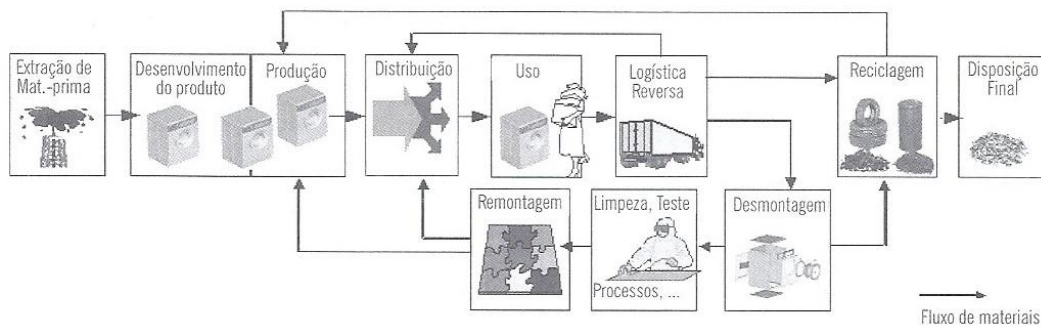 Extração de
Mat.-prima
Desenvolvimento
do produto
Produção
Distribuição
Uso
Logística
Reversa
Reciclagem
Disposição
Final
Remontagem
Limpeza, Teste
Processos, ...
Desmontagem
Fluxo de materiais